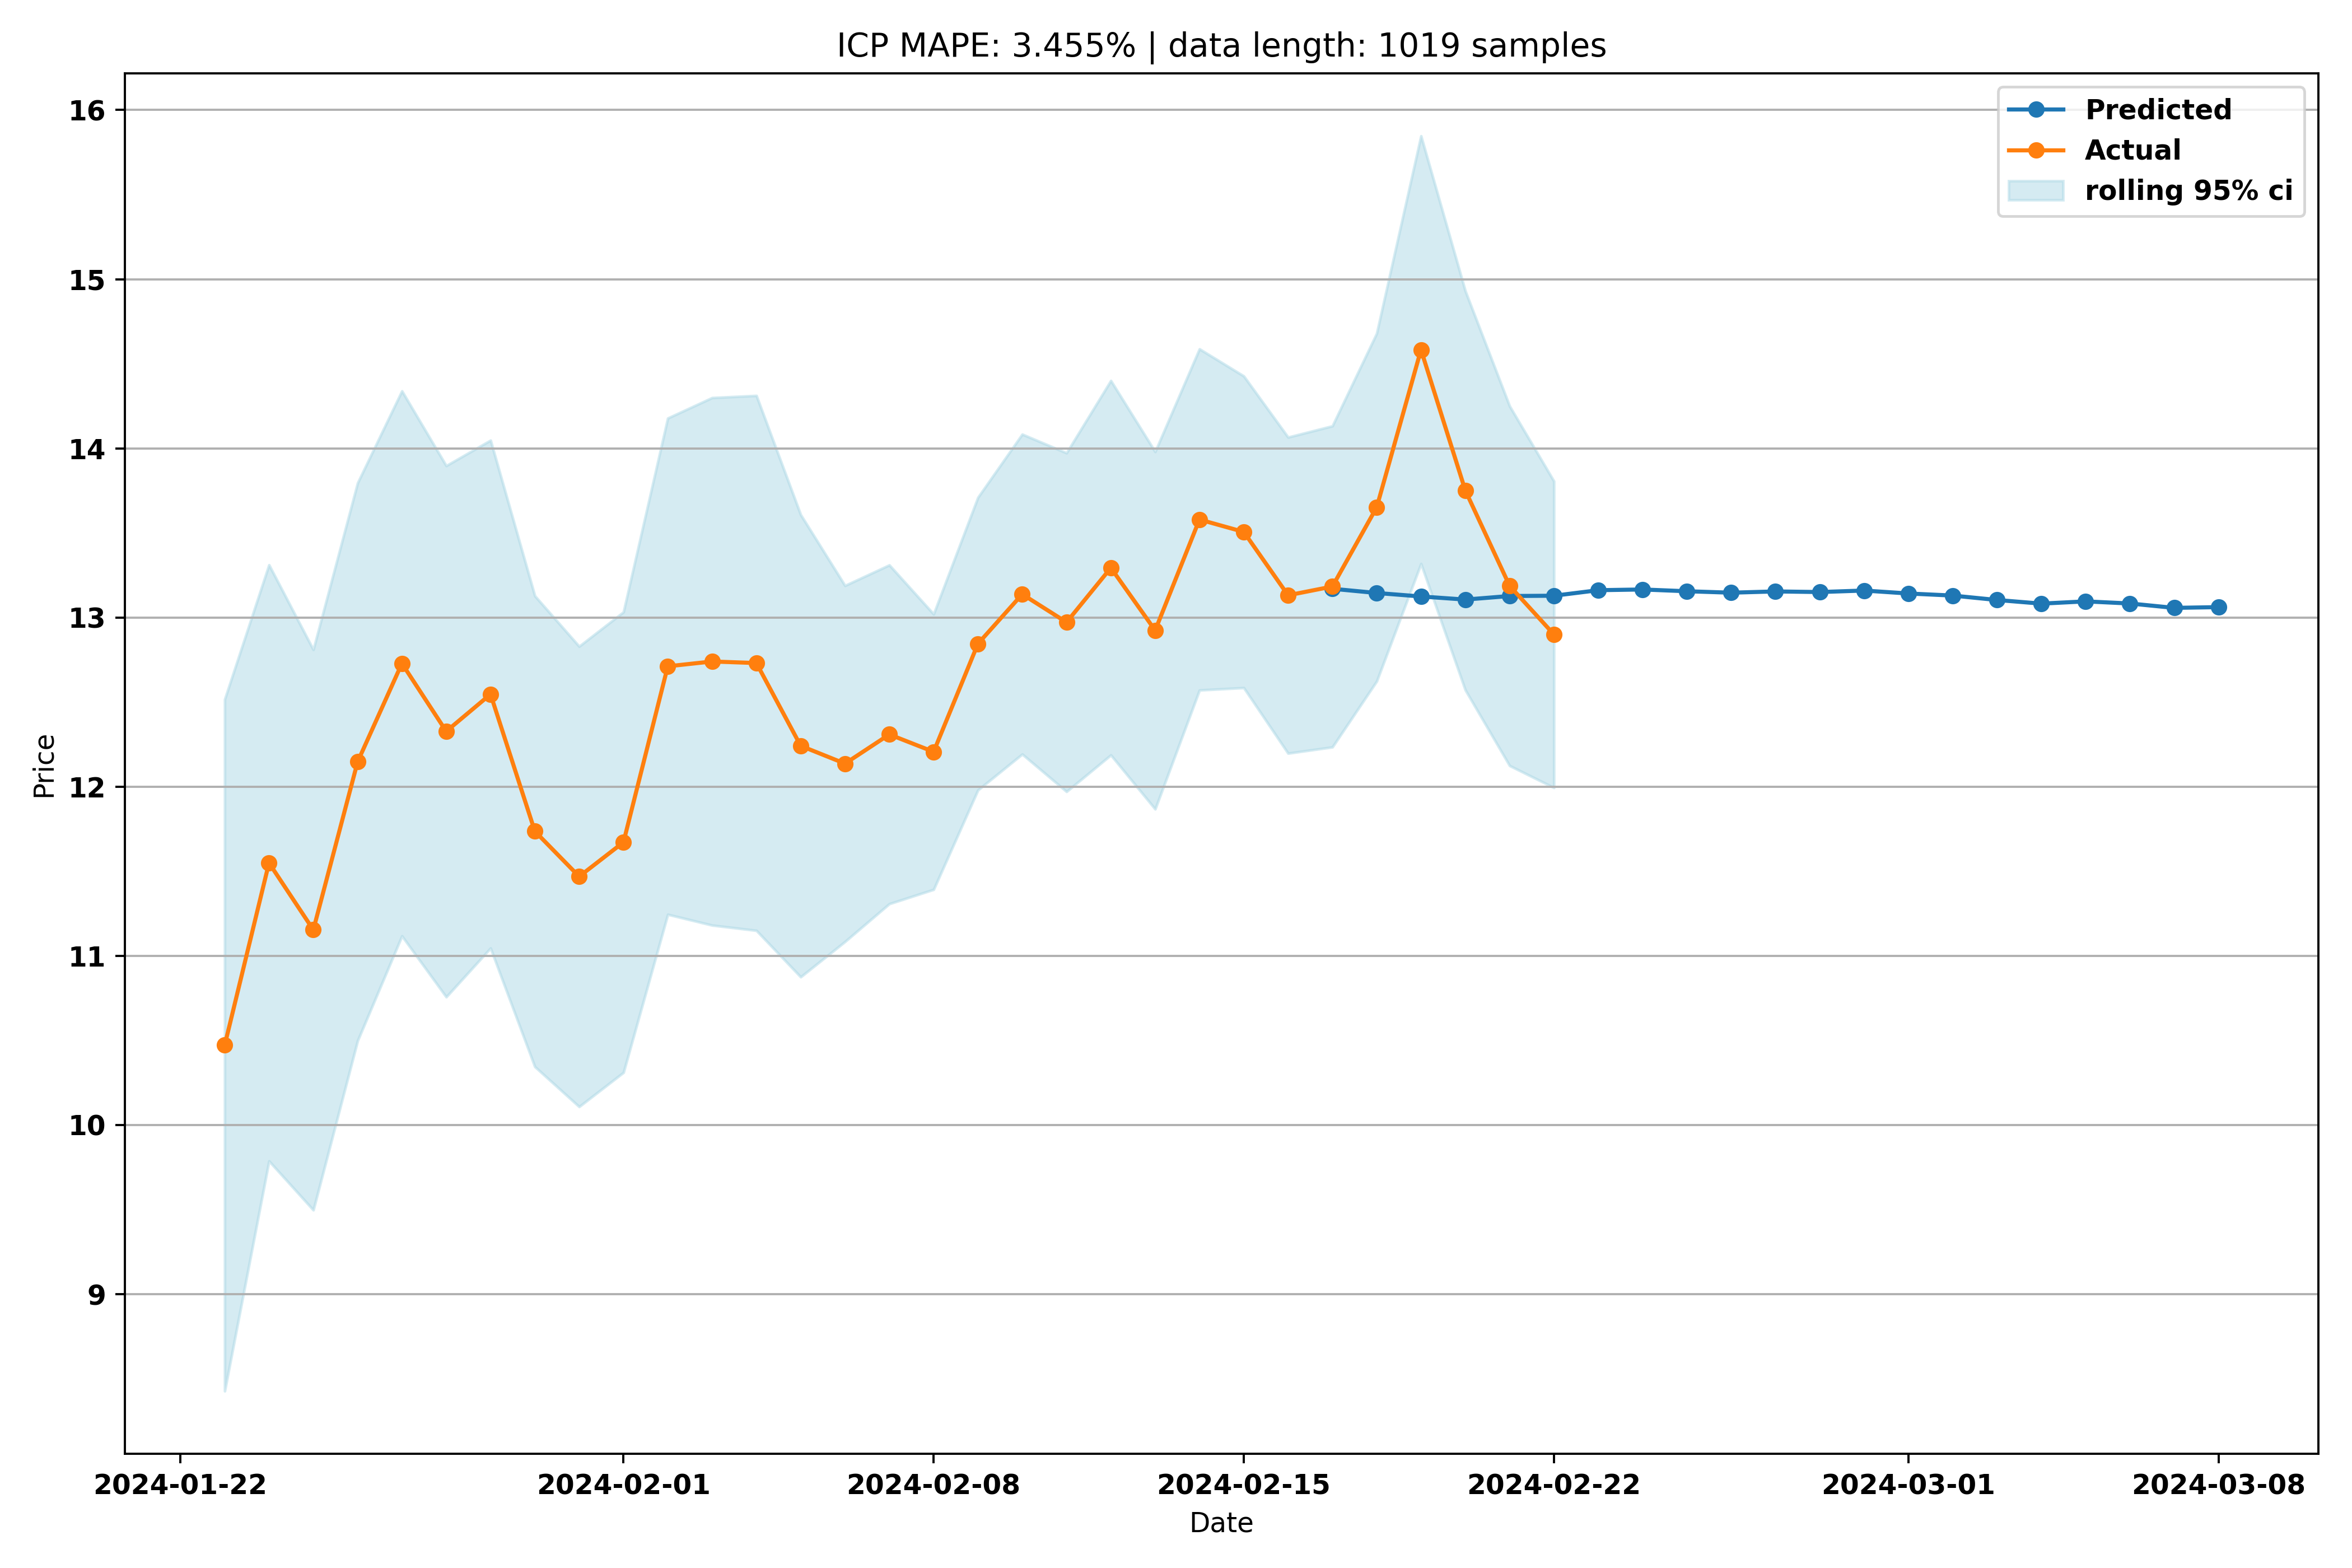 ICP MAPE: 3.455% | data length: 1019 samples
Predicted
Actual
rolling 95% ci
Price
16
15
14
13
12
11
10
9
2024-01-22
2024-02-01
2024-02-08
2024-02-15
2024-02-22
2024-03-01
2024-03-08
Date